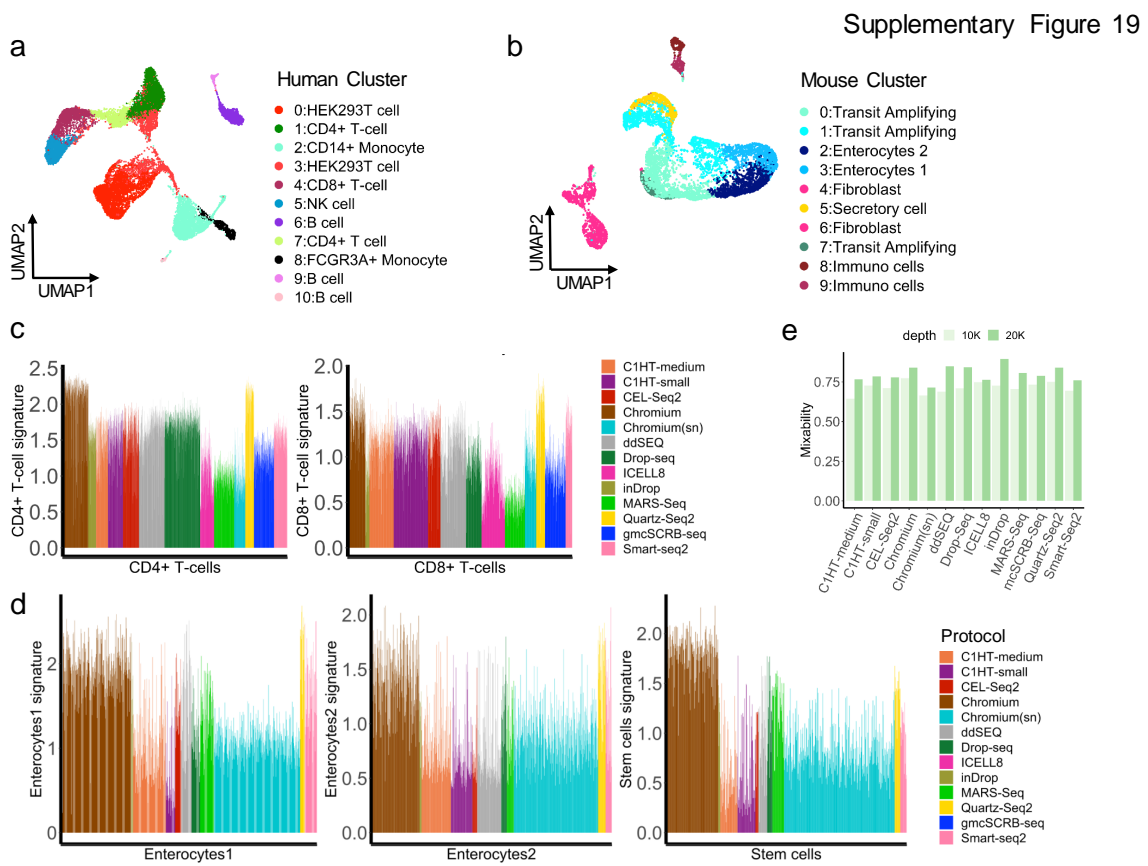 Supplementary Figure 19
a
Human Cluster
0:HEK293T cell
1:CD4+ T-cell
2:CD14+ Monocyte
3:HEK293T cell
4:CD8+ T-cell
5:NK cell
6:B cell
7:CD4+ T cell
8:FCGR3A+ Monocyte
9:B cell
10:B cell
UMAP2
UMAP1
b
Mouse Cluster
0:Transit Amplifying
1:Transit Amplifying
2:Enterocytes 2
3:Enterocytes 1
4:Fibroblast
5:Secretory cell
6:Fibroblast
7:Transit Amplifying
8:Immuno cells
9:Immuno cells
UMAP2
UMAP1
c
CD4+ T-cell signature
2.5
2.0
1.5
1.0
0.5
0.0
CD4+ T-cells
CD8+ T-cell signature
2.0
1.5
1.0
0.5
0.0
CD8+ T-cells
C1HT-medium
C1HT-small
CEL-Seq2
Chromium
Chromium(sn)
ddSEQ
Drop-seq
ICELL8
inDrop
MARS-Seq
Quartz-Seq2
gmcSCRB-seq
Smart-seq2
e
depth 10K 20K
Mixability
0.75
0.50
0.25
0.00
C1HT-medium
C1HT-small
CEL-Seq2
Chromium
Chromium(sn)
ddSEQ
Drop-Seq
ICELL8
inDrop
MARS-Seq
mcSCRB-Seq
Quartz-Seq2
Smart-Seq2
d
Enterocytes1 signature
2
1
0
Enterocytes1
Enterocytes2 signature
2.0
1.5
1.0
0.5
0.0
Enterocytes2
Stem cells signature
2.0
1.5
1.0
0.5
0.0
Stem cells
Protocol
C1HT-medium
C1HT-small
CEL-Seq2
Chromium
Chromium(sn)
ddSEQ
Drop-seq
ICELL8
inDrop
MARS-Seq
Quartz-Seq2
gmcSCRB-seq
Smart-seq2